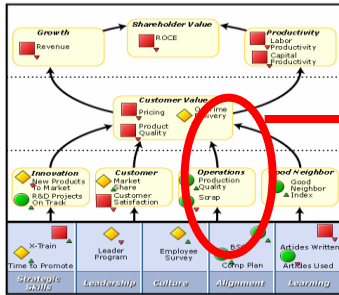 Growth
Revenue
Shareholder Value
ROCE
Productivity
Labor
Productivity
Capital
Productivity
Customer Value
Pricing
Product
Quality
On Time
Delivery
Innovation
New Products
To Market
R&D Projects
On Track
Customer
Market
Share
Customer
Satisfaction
Operations
Production
Quality
Scrap
Good Neighbor
Good
Neighbor
Index
X-Train
Time to Promote
Strategic
Skills
Leader
Program
Leadership
Employee
Survey
Culture
Comp Plan
Alignment
Articles Written
Articles Used
Learning